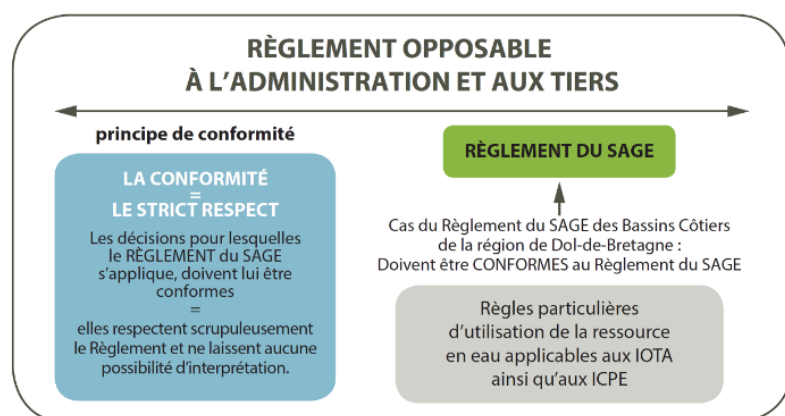 RÈGLEMENT OPPOSABLE
À L'ADMINISTRATION ET AUX TIERS
principe de conformité
LA CONFORMITÉ
=
LE STRICT RESPECT
Les décisions pour lesquelles
le RÈGLEMENT du SAGE
s'applique, doivent lui être
conformes
=
elles respectent scrupuleusement
le Règlement et ne laissent aucune
possibilité d'interprétation.
RÈGLEMENT DU SAGE
Cas du Règlement du SAGE des Bassins Côtiers
de la région de Dol-de-Bretagne :
Doivent être CONFORMES au Règlement du SAGE
Règles particulières
d'utilisation de la ressource
en eau applicables aux IOTA
ainsi qu'aux ICPE